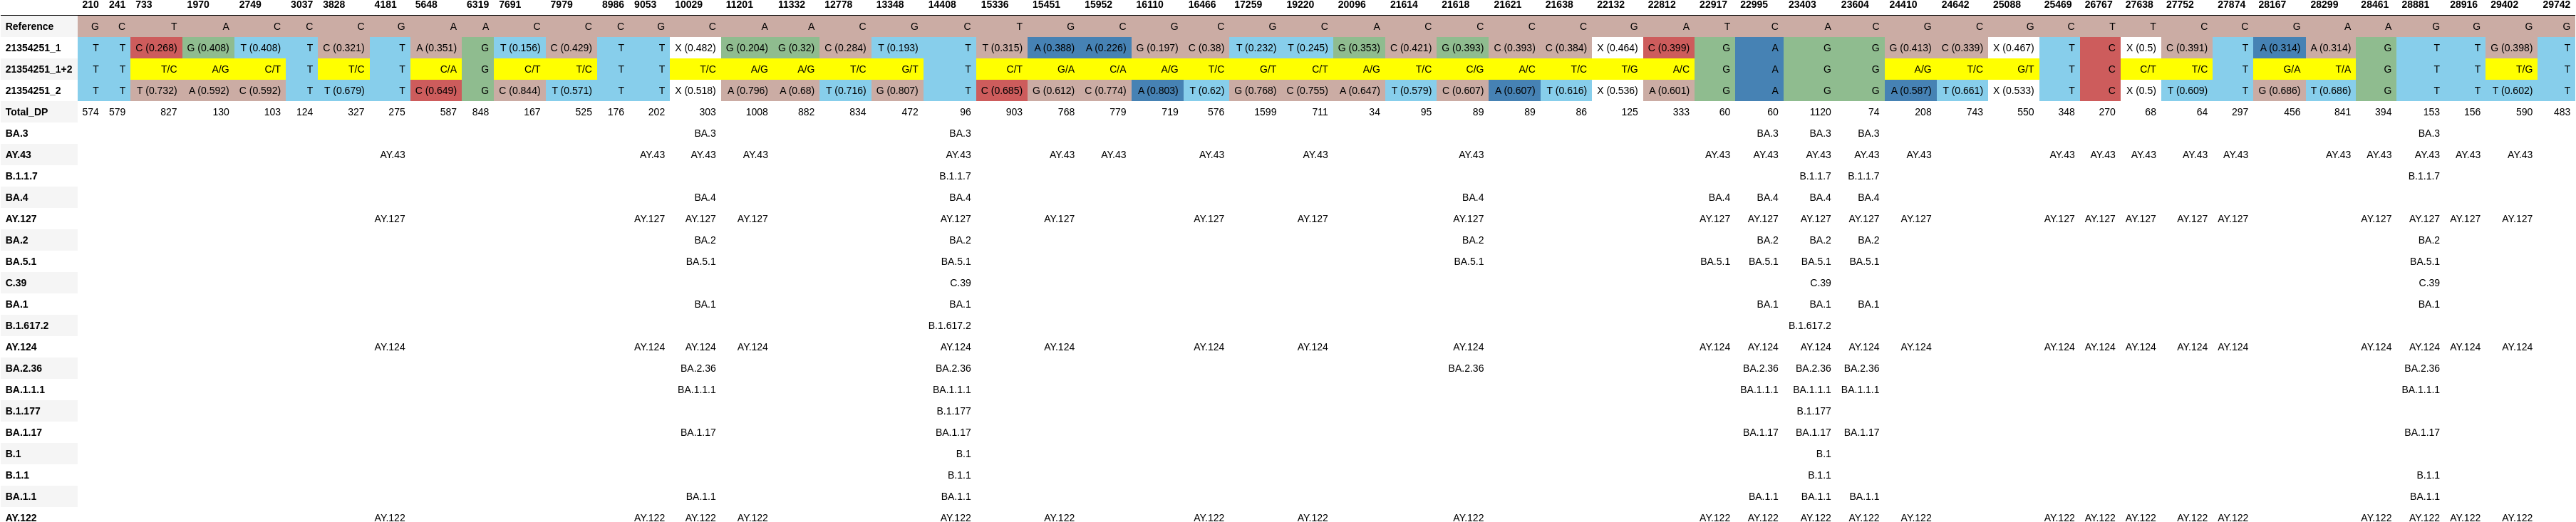 210 241 733 1970 2749 3037 3828 4181 5648 6319 7691 7979 8986 9053 10029 11201 11332 12778 13348 14408 15336 15451 15952 16110 16466 17259 19220 20096 21614 21618 21621 21638 22132 22812 22917 22995 23403 23604 24410 24642 25088 25469 26767 27638 27752 27874 28167 28299 28461 28881 28916 29402 29742
Reference G C T A C C C G A A C C C G C A A C G C T G C G C G C A C C C C G A T C A C G C G C T T C C G A A G G G G
21354251_1 T T C (0.268) G (0.408) T (0.408) T C (0.321) T A (0.351) G T (0.156) C (0.429) T T X (0.482) G (0.204) G (0.32) C (0.284) T (0.193) T T (0.315) A (0.388) A (0.226) G (0.197) C (0.38) T (0.232) T (0.245) G (0.353) C (0.421) G (0.393) C (0.393) C (0.384) X (0.464) C (0.399) G A G G G (0.413) C (0.339) X (0.467) T C X (0.5) C (0.391) T A (0.314) A (0.314) G T T G (0.398) T
21354251_1+2 T T T/C A/G C/T T T/C T C/A G C/T T/C T T T/C A/G A/G T/C G/T T C/T G/A C/A A/G T/C G/T C/T A/G T/C C/G A/C T/C T/G A/C G A G G A/G T/C G/T T C C/T T/C T G/A T/A G T T T/G T
21354251_2 T T T (0.732) A (0.592) C (0.592) T T (0.679) T C (0.649) G C (0.844) T (0.571) T T X (0.518) A (0.796) A (0.68) T (0.716) G (0.807) T C (0.685) G (0.612) C (0.774) A (0.803) T (0.62) G (0.768) C (0.755) A (0.647) T (0.579) C (0.607) A (0.607) T (0.616) X (0.536) A (0.601) G A G G A (0.587) T (0.661) X (0.533) T C X (0.5) T (0.609) T G (0.686) T (0.686) G T T T (0.602) T
Total_DP 574 579 827 130 103 124 327 275 587 848 167 525 176 202 303 1008 882 834 472 96 903 768 779 719 576 1599 711 34 95 89 89 86 125 333 60 60 1120 74 208 743 550 348 270 68 64 297 456 841 394 153 156 590 483
BA.3 BA.3 BA.3 BA.3 BA.3 BA.3 BA.3
AY.43 AY.43 AY.43 AY.43 AY.43 AY.43 AY.43 AY.43 AY.43 AY.43 AY.43 AY.43 AY.43 AY.43 AY.43 AY.43 AY.43 AY.43 AY.43 AY.43 AY.43 AY.43 AY.43 AY.43 AY.43 AY.43
B.1.1.7 B.1.1.7 B.1.1.7 B.1.1.7 B.1.1.7
BA.4 BA.4 BA.4 BA.4 BA.4 BA.4 BA.4 BA.4
AY.127 AY.127 AY.127 AY.127 AY.127 AY.127 AY.127 AY.127 AY.127 AY.127 AY.127 AY.127 AY.127 AY.127 AY.127 AY.127 AY.127 AY.127 AY.127 AY.127 AY.127 AY.127 AY.127 AY.127
BA.2 BA.2 BA.2 BA.2 BA.2 BA.2 BA.2 BA.2
BA.5.1 BA.5.1 BA.5.1 BA.5.1 BA.5.1 BA.5.1 BA.5.1 BA.5.1 BA.5.1
C.39 C.39 C.39 C.39
BA.1 BA.1 BA.1 BA.1 BA.1 BA.1 BA.1
B.1.617.2 B.1.617.2 B.1.617.2
AY.124 AY.124 AY.124 AY.124 AY.124 AY.124 AY.124 AY.124 AY.124 AY.124 AY.124 AY.124 AY.124 AY.124 AY.124 AY.124 AY.124 AY.124 AY.124 AY.124 AY.124 AY.124 AY.124 AY.124
BA.2.36 BA.2.36 BA.2.36 BA.2.36 BA.2.36 BA.2.36 BA.2.36 BA.2.36
BA.1.1.1 BA.1.1.1 BA.1.1.1 BA.1.1.1 BA.1.1.1 BA.1.1.1 BA.1.1.1
B.1.177 B.1.177 B.1.177
BA.1.17 BA.1.17 BA.1.17 BA.1.17 BA.1.17 BA.1.17 BA.1.17
B.1 B.1 B.1
B.1.1 B.1.1 B.1.1 B.1.1
BA.1.1 BA.1.1 BA.1.1 BA.1.1 BA.1.1 BA.1.1 BA.1.1
AY.122 AY.122 AY.122 AY.122 AY.122 AY.122 AY.122 AY.122 AY.122 AY.122 AY.122 AY.122 AY.122 AY.122 AY.122 AY.122 AY.122 AY.122 AY.122 AY.122 AY.122 AY.122 AY.122 AY.122